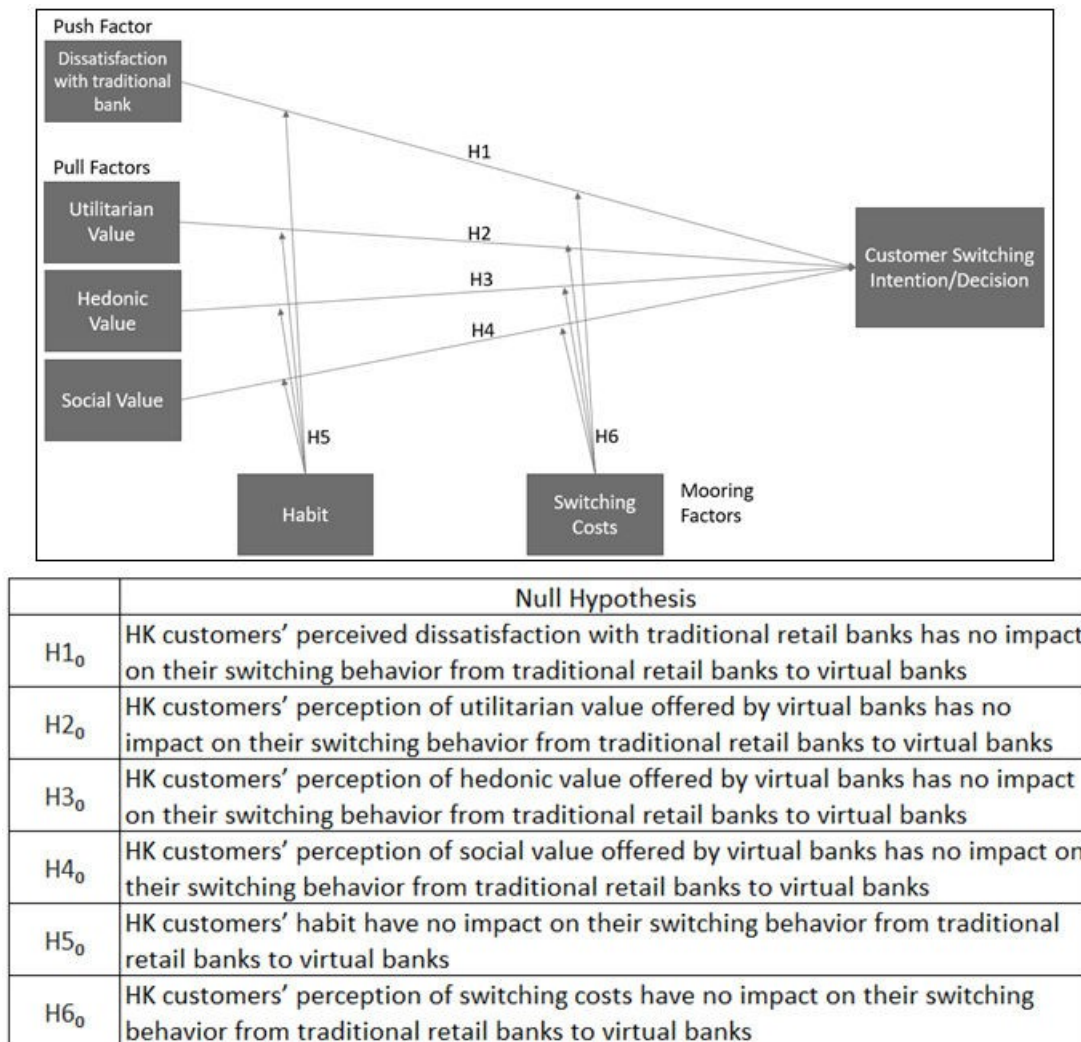 Push Factor
Dissatisfaction
with traditional
bank
H1
Pull Factors
Utilitarian
Value
H2
Hedonic
Value
H3
H4
Social Value
Customer Switching
Intention/Decision
H5
H6
Habit
Switching
Costs
Mooring
Factors
Null Hypothesis
H1₀
HK customers’ perceived dissatisfaction with traditional retail banks has no impact
on their switching behavior from traditional retail banks to virtual banks
H2₀
HK customers’ perception of utilitarian value offered by virtual banks has no
impact on their switching behavior from traditional retail banks to virtual banks
H3₀
HK customers’ perception of hedonic value offered by virtual banks has no impact
on their switching behavior from traditional retail banks to virtual banks
H4₀
HK customers’ perception of social value offered by virtual banks has no impact on
their switching behavior from traditional retail banks to virtual banks
H5₀
HK customers’ habit have no impact on their switching behavior from traditional
retail banks to virtual banks
H6₀
HK customers’ perception of switching costs have no impact on their switching
behavior from traditional retail banks to virtual banks